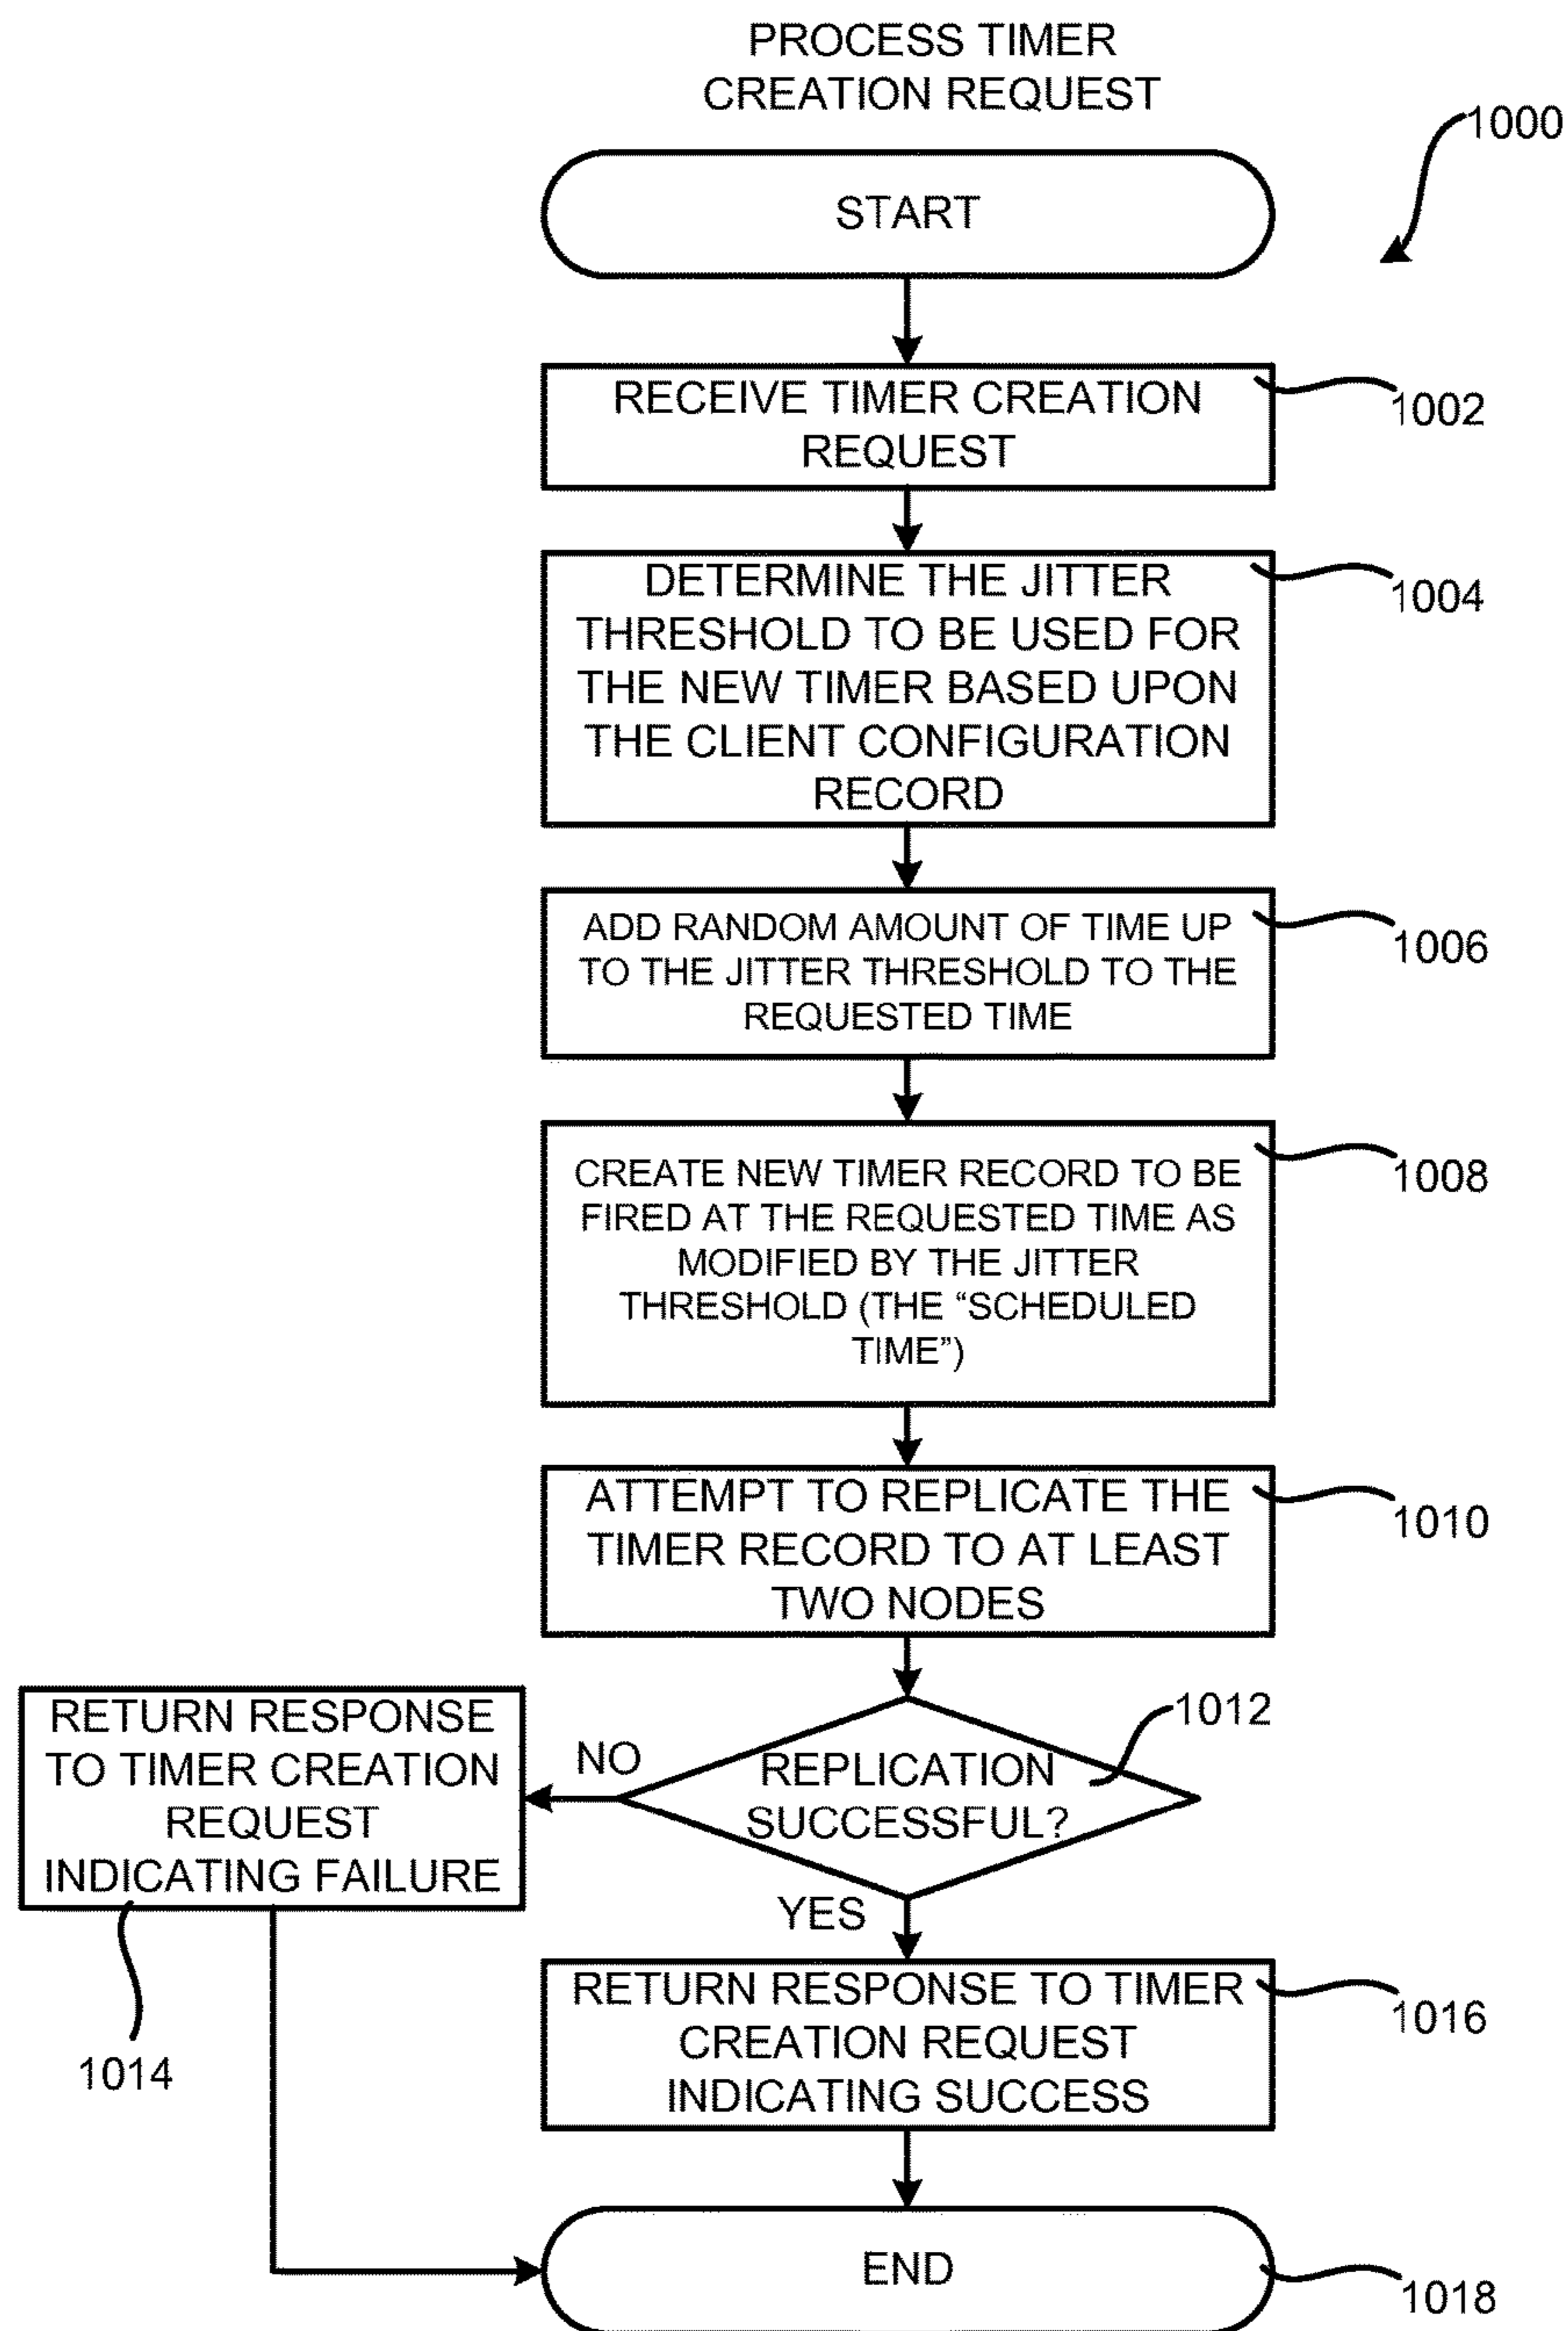 PROCESS TIMER
CREATION REQUEST
1000
START
RECEIVE TIMER CREATION
REQUEST
1002
DETERMINE THE JITTER
THRESHOLD TO BE USED FOR
THE NEW TIMER BASED UPON
THE CLIENT CONFIGURATION
RECORD
1004
ADD RANDOM AMOUNT OF TIME UP
TO THE JITTER THRESHOLD TO THE
REQUESTED TIME
1006
CREATE NEW TIMER RECORD TO BE
FIRED AT THE REQUESTED TIME AS
MODIFIED BY THE JITTER
THRESHOLD (THE “SCHEDULED
TIME”)
1008
ATTEMPT TO REPLICATE THE
TIMER RECORD TO AT LEAST
TWO NODES
1010
REPLICATION
SUCCESSFUL?
1012
NO
RETURN RESPONSE
TO TIMER CREATION
REQUEST
INDICATING FAILURE
1014
YES
RETURN RESPONSE TO TIMER
CREATION REQUEST
INDICATING SUCCESS
1016
END
1018